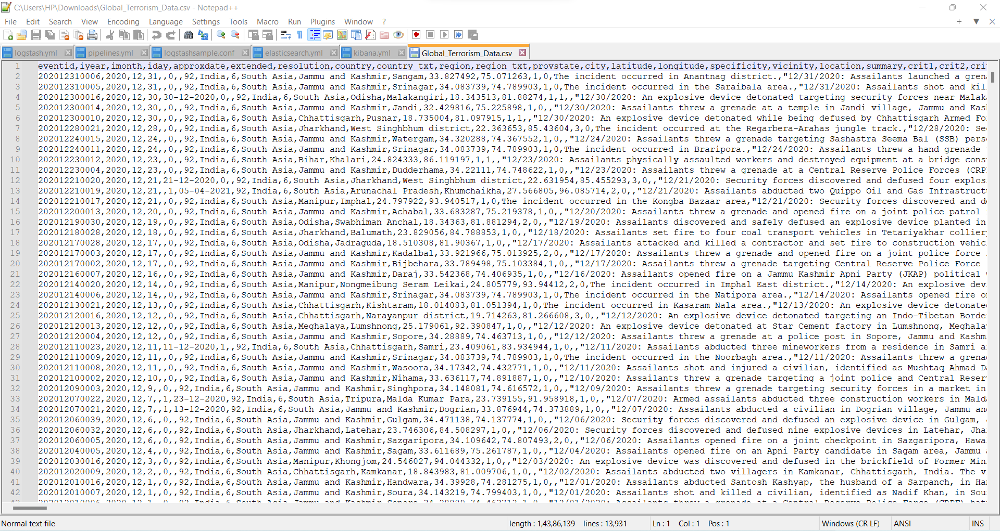 C:\Users\HP\Downloads\Global_Terrorism_Data.csv - Notepad++
File Edit Search View Encoding Language Settings Tools Macro Run Plugins Window ?
logstash.yml pipelines.yml logstashsample.conf elasticsearch.yml kibana.yml Global_Terrorism_Data.csv
1 eventid,iyear,imonth,iday,approxdate,extended,resolution,country,country_txt,region,region_txt,provstate,city,latitude,longitude,specificity,vicinity,location,summary,crit1,crit2,cri
2 202012310006,2020,12,31,,0,,92,India,6,South Asia,Jammu and Kashmir,Sangam,33.827492,75.071263,1,0,The incident occurred in Anantnag district.,"12/31/2020: Assailants launched a gren
3 202012310005,2020,12,31,,0,,92,India,6,South Asia,Jammu and Kashmir,Srinagar,34.083739,74.789903,1,0,The incident occurred in the Saraibala area.,"12/31/2020: Assailants shot and kil
4 202012300016,2020,12,30,30-12-2020,0,,92,India,6,South Asia,Odisha,Malakangiri,18.343513,81.88274,1,1,,"12/30/2020: An explosive device detonated targeting security forces near Malak
5 202012300014,2020,12,30,,0,,92,India,6,South Asia,Jammu and Kashmir,Jandi,32.429816,75.225898,1,0,,"12/30/2020: Assailants threw a grenade at a temple in Jandi village, Jammu and Kas
6 202012300010,2020,12,30,,0,,92,India,6,South Asia,Chhattisgarh,Pusnar,18.735004,81.097915,1,1,,"12/30/2020: An explosive device detonated while being defused by Chhattisgarh Armed Fo
7 202012280021,2020,12,28,,0,,92,India,6,South Asia,Jharkhand,West Singhbhum district,22.363653,85.43604,3,0,The incident occurred at the Regarbera-Arahas jungle track.,"12/28/2020: Se
8 202012240015,2020,12,24,,0,,92,India,6,South Asia,Jammu and Kashmir,Watergam,34.320288,74.367552,1,0,,"12/24/2020: Assailants threw a grenade targeting Sashastra Seema Bal (SSB) pers
9 202012240011,2020,12,24,,0,,92,India,6,South Asia,Jammu and Kashmir,Srinagar,34.083739,74.789903,1,0,The incident occurred in Braripora.,"12/24/2020: Assailants threw a hand grenade
10 202012230012,2020,12,23,,0,,92,India,6,South Asia,Bihar,Khalari,24.824333,86.119197,1,1,,"12/23/2020: Assailants physically assaulted workers and destroyed equipment at a bridge cons
11 202012230004,2020,12,23,,0,,92,India,6,South Asia,Jammu and Kashmir,Dudderhama,34.22111,74.748622,1,0,,"12/23/2020: Assailants threw a grenade at a Central Reserve Police Forces (CRP
12 202012210020,2020,12,21,21-12-2020,0,,92,India,6,South Asia,Jharkhand,West Singhbhum district,22.631954,85.455293,3,0,,"12/21/2020: Security forces discovered and defused four explos
13 202012210019,2020,12,21,,1,05-04-2021,92,India,6,South Asia,Arunachal Pradesh,Khumchaikha,27.566805,96.085714,2,0,,"12/21/2020: Assailants abducted two Quippo Oil and Gas Infrastruct
14 202012210017,2020,12,21,,0,,92,India,6,South Asia,Manipur,Imphal,24.797922,93.940517,1,0,The incident occurred in the Kongba Bazaar area,"12/21/2020: Security forces discovered and d
15 202012200013,2020,12,20,,0,,92,India,6,South Asia,Jammu and Kashmir,Achabal,33.683287,75.219378,1,0,,"12/20/2020: Assailants threw a grenade and opened fire on a joint police patrol
16 202012190030,2020,12,19,,0,,92,India,6,South Asia,Odisha,Swabhiman Anchal,18.34363,81.881294,2,0,,"12/19/2020: Assailants discovered and safely defused an explosive device planted in
17 202012180028,2020,12,18,,0,,92,India,6,South Asia,Jharkhand,Balumath,23.829056,84.788853,1,0,,"12/18/2020: Assailants set fire to four coal transport vehicles in Tetariyakhar collier
18 202012170028,2020,12,17,,0,,92,India,6,South Asia,Odisha,Jadraguda,18.510308,81.90367,1,0,,"12/17/2020: Assailants attacked and killed a contractor and set fire to construction vehic
19 202012170003,2020,12,17,,0,,92,India,6,South Asia,Jammu and Kashmir,Kadalbal,33.921966,75.013925,2,0,,"12/17/2020: Assailants threw a grenade and opened fire on a joint police force
20 202012170002,2020,12,17,,0,,92,India,6,South Asia,Jammu and Kashmir,Bijbehara,33.789498,75.103384,1,0,,"12/17/2020: Assailants threw a grenade targeting Central Reserve Police Force
21 202012160007,2020,12,16,,0,,92,India,6,South Asia,Jammu and Kashmir,Daraj,33.542368,74.406935,1,0,,"12/16/2020: Assailants opened fire on a Jammu Kashmir Apni Party (JKAP) political
22 202012140020,2020,12,14,,0,,92,India,6,South Asia,Manipur,Nongmeibung Seram Leikai,24.805779,93.94412,2,0,The incident occurred in Imphal East district.,"12/14/2020: An explosive dev
23 202012140006,2020,12,14,,0,,92,India,6,South Asia,Jammu and Kashmir,Srinagar,34.083739,74.789903,1,0,The incident occurred in the Natipora area.,"12/14/2020: Assailants opened fire o
24 202012130021,2020,12,13,,0,,92,India,6,South Asia,Chhattisgarh,Kishtaram,18.014083,81.051394,1,0,The incident occurred in Kasaram Nala area.,"12/13/2020: An explosive device detonate
25 202012120016,2020,12,12,,0,,92,India,6,South Asia,Chhattisgarh,Narayanpur district,19.714263,81.266608,3,0,,"12/12/2020: An explosive device detonated targeting an Indo-Tibetan Borde
26 202012120013,2020,12,12,,0,,92,India,6,South Asia,Meghalaya,Lumshnong,25.179061,92.390847,1,0,,"12/12/2020: An explosive device detonated at Star Cement factory in Lumshnong, Meghala
27 202012120004,2020,12,12,,0,,92,India,6,South Asia,Jammu and Kashmir,Sopore,34.28889,74.463713,1,0,,"12/12/2020: Assailants threw a grenade at a police post in Sopore, Jammu and Kashm
28 202012110023,2020,12,11,11-12-2020,1,,92,India,6,South Asia,Chhattisgarh,Samri,23.409061,83.934944,1,0,,"12/11/2020: Assailants abducted three mineworkers from a residence in Samri a
29 202012110009,2020,12,11,,0,,92,India,6,South Asia,Jammu and Kashmir,Srinagar,34.083739,74.789903,1,0,The incident occurred in the Noorbagh area.,"12/11/2020: Assailants threw a grena
30 202012110008,2020,12,11,,0,,92,India,6,South Asia,Jammu and Kashmir,Wasoora,34.17342,74.432771,1,0,,"12/11/2020: Assailants shot and injured a civilian, identified as Mushtaq Ahmad D
31 202012100002,2020,12,10,,0,,92,India,6,South Asia,Jammu and Kashmir,Nihama,33.636117,74.891887,1,0,,"12/10/2020: Assailants threw a grenade targeting a joint police and Central Reser
32 202012090003,2020,12,9,,0,,92,India,6,South Asia,Jammu and Kashmir,Singhpora,34.148081,74.616572,1,0,,"12/09/2020: Assailants threw a grenade targeting security forces in a market in
33 202012070022,2020,12,7,,1,23-12-2020,92,India,6,South Asia,Tripura,Malda Kumar Para,23.739155,91.958918,1,0,,"12/07/2020: Armed assailants abducted three construction workers in Mald
34 202012070021,2020,12,7,,1,13-12-2020,92,India,6,South Asia,Jammu and Kashmir,Dogrian,33.876944,74.373889,1,0,,"12/07/2020: Assailants abducted a civilian in Dogrian village, Jammu an
35 202012060039,2020,12,6,,0,,92,India,6,South Asia,Jammu and Kashmir,Gulgam,34.471138,74.137774,1,0,,"12/06/2020: Security forces discovered and defused an explosive device in Gulgam,
36 202012060032,2020,12,6,,0,,92,India,6,South Asia,Jharkhand,Latehar,23.746306,84.508297,1,0,,"12/06/2020: Security forces discovered and defused nine explosive devices in Latehar, Jha
37 202012060005,2020,12,6,,0,,92,India,6,South Asia,Jammu and Kashmir,Sazgaripora,34.109642,74.807493,2,0,,"12/06/2020: Assailants opened fire on a joint checkpoint in Sazgaripora, Hawa
38 202012040005,2020,12,4,,0,,92,India,6,South Asia,Jammu and Kashmir,Sagam,33.611689,75.261787,1,0,,"12/04/2020: Assailants opened fire on an Apni Party candidate in Sagam area, Jammu
39 202012030016,2020,12,3,,0,,92,India,6,South Asia,Manipur,Khongjom,24.546027,94.044332,1,0,,"12/03/2020: An explosive device was discovered and defused in the brickfield of Former Min
40 202012020009,2020,12,2,,0,,92,India,6,South Asia,Chhattisgarh,Kamkanar,18.843983,81.009706,1,0,,"12/02/2020: Assailants abducted two villagers in Kamkanar, Chhattisgarh, India. The v
41 202012010016,2020,12,1,,0,,92,India,6,South Asia,Jammu and Kashmir,Handwara,34.39928,74.281275,1,0,,"12/01/2020: Assailants abducted Santosh Kashyap, the husband of a Sarpanch, in Ha
42 202012010007,2020,12,1,,0,,92,India,6,South Asia,Jammu and Kashmir,Soura,34.143219,74.799403,1,0,,"12/01/2020: Assailants shot and killed a civilian, identified as Nadif Khan, in Sou
Normal text file length : 1,43,86,139 lines : 13,931 Ln : 1 Col : 1 Pos : 1 Windows (CR LF) ANSI INS